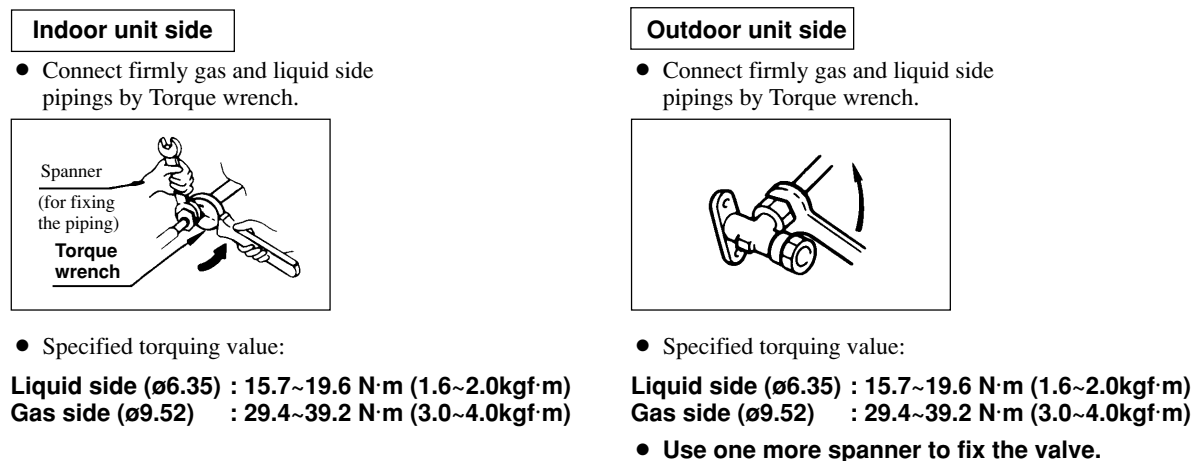 Indoor unit side
● Connect firmly gas and liquid side
pipings by Torque wrench.
Spanner
(for fixing
the piping)
Torque
wrench
● Specified torquing value:
Liquid side (ø6.35) : 15.7~19.6 N·m (1.6~2.0kgf·m)
Gas side (ø9.52) : 29.4~39.2 N·m (3.0~4.0kgf·m)
Outdoor unit side
● Connect firmly gas and liquid side
pipings by Torque wrench.
● Specified torquing value:
Liquid side (ø6.35) : 15.7~19.6 N·m (1.6~2.0kgf·m)
Gas side (ø9.52) : 29.4~39.2 N·m (3.0~4.0kgf·m)
● Use one more spanner to fix the valve.